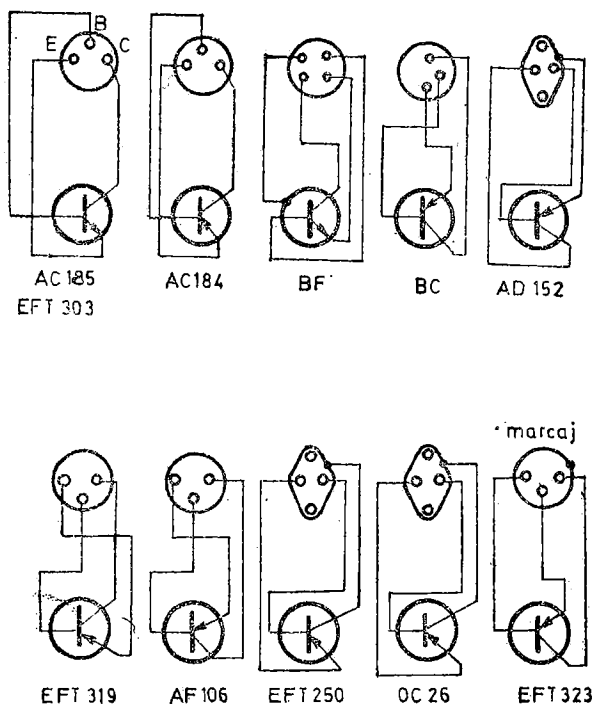 B
E C
AC 185
EFT 303
AC184
BF
BC
AD 152
marcaj
EFT 319
AF 106
EFT 250
OC 26
EFT 323